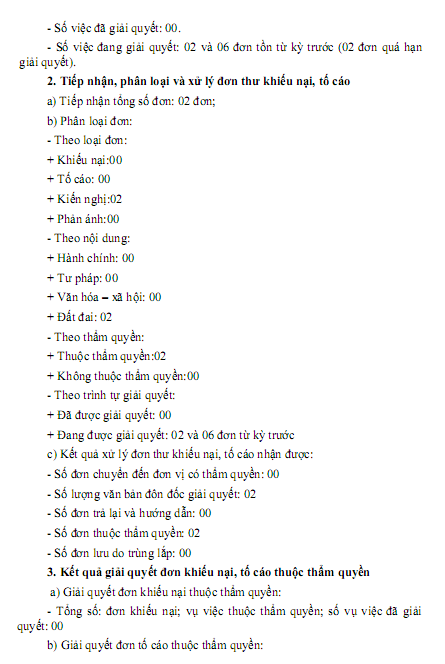 - Số việc đã giải quyết: 00.
- Số việc đang giải quyết: 02 và 06 đơn tồn từ kỳ trước (02 đơn quá hạn
giải quyết).
2. Tiếp nhận, phân loại và xử lý đơn thư khiếu nại, tố cáo
a) Tiếp nhận tổng số đơn: 02 đơn;
b) Phân loại đơn:
- Theo loại đơn:
+ Khiếu nại:00
+ Tố cáo: 00
+ Kiến nghị:02
+ Phản ánh:00
- Theo nội dung:
+ Hành chính: 00
+ Tư pháp: 00
+ Văn hóa – xã hội: 00
+ Đất đai: 02
- Theo thẩm quyền:
+ Thuộc thẩm quyền:02
+ Không thuộc thẩm quyền:00
- Theo trình tự giải quyết:
+ Đã được giải quyết: 00
+ Đang được giải quyết: 02 và 06 đơn từ kỳ trước
c) Kết quả xử lý đơn thư khiếu nại, tố cáo nhận được:
- Số đơn chuyển đến đơn vị có thẩm quyền: 00
- Số lượng văn bản đôn đốc giải quyết: 02
- Số đơn trả lại và hướng dẫn: 00
- Số đơn thuộc thẩm quyền: 02
- Số đơn lưu do trùng lắp: 00
3. Kết quả giải quyết đơn khiếu nại, tố cáo thuộc thẩm quyền
a) Giải quyết đơn khiếu nại thuộc thẩm quyền:
- Tổng số: đơn khiếu nại; vụ việc thuộc thẩm quyền; số vụ việc đã giải
quyết: 00
b) Giải quyết đơn tố cáo thuộc thẩm quyền: